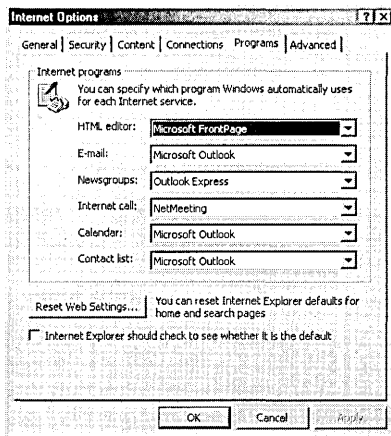 Internet Options
General Security Content Connections Programs Advanced
Internet programs
You can specify which program Windows automatically uses
for each Internet service.
HTML editor: Microsoft FrontPage
E-mail: Microsoft Outlook
Newsgroups: Outlook Express
Internet call: NetMeeting
Calendar: Microsoft Outlook
Contact list: Microsoft Outlook
Reset Web Settings... You can reset Internet Explorer defaults for
home and search pages
Internet Explorer should check to see whether it is the default
OK Cancel Apply